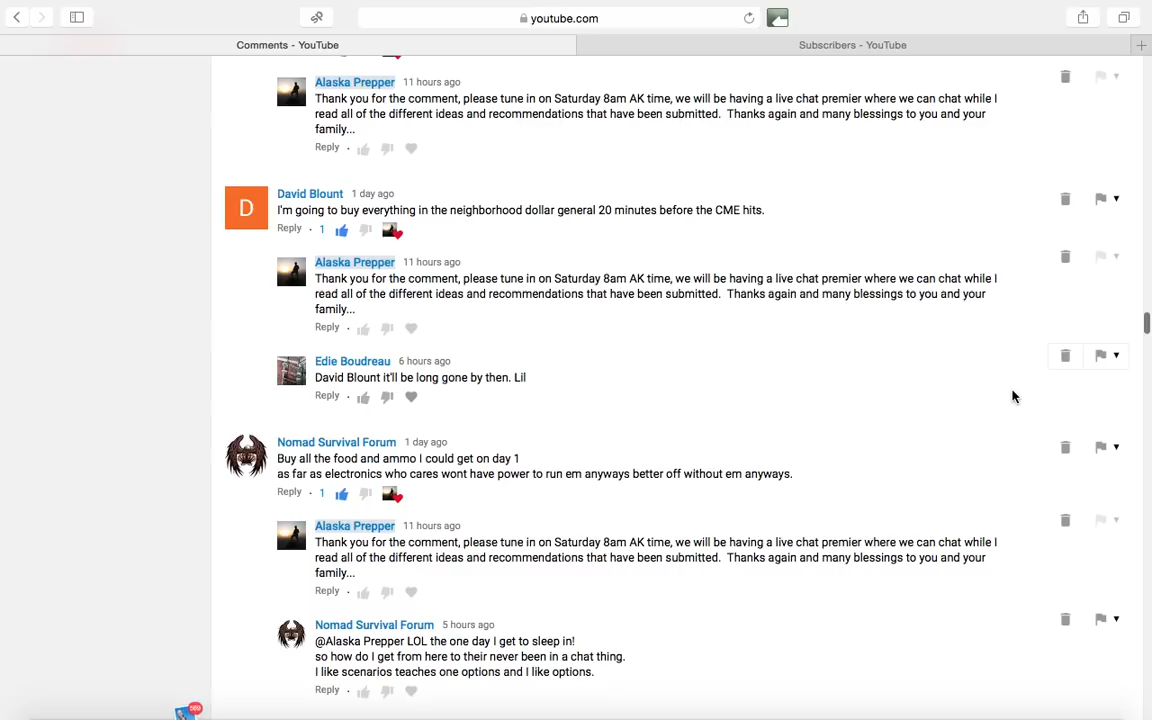 youtube.com
Comments - YouTube
Subscribers - YouTube
Alaska Prepper 11 hours ago
Thank you for the comment, please tune in on Saturday 8am AK time, we will be having a live chat premier where we can chat while I
read all of the different ideas and recommendations that have been submitted.  Thanks again and many blessings to you and your
family...
Reply
D
David Blount 1 day ago
I'm going to buy everything in the neighborhood dollar general 20 minutes before the CME hits.
Reply · 1
Alaska Prepper 11 hours ago
Thank you for the comment, please tune in on Saturday 8am AK time, we will be having a live chat premier where we can chat while I
read all of the different ideas and recommendations that have been submitted.  Thanks again and many blessings to you and your
family...
Reply
Edie Boudreau 6 hours ago
David Blount it'll be long gone by then. Lil
Reply
Nomad Survival Forum 1 day ago
Buy all the food and ammo I could get on day 1
as far as electronics who cares wont have power to run em anyways better off without em anyways.
Reply · 1
Alaska Prepper 11 hours ago
Thank you for the comment, please tune in on Saturday 8am AK time, we will be having a live chat premier where we can chat while I
read all of the different ideas and recommendations that have been submitted.  Thanks again and many blessings to you and your
family...
Reply
Nomad Survival Forum 5 hours ago
@Alaska Prepper LOL the one day I get to sleep in!
so how do I get from here to their never been in a chat thing.
I like scenarios teaches one options and I like options.
Reply